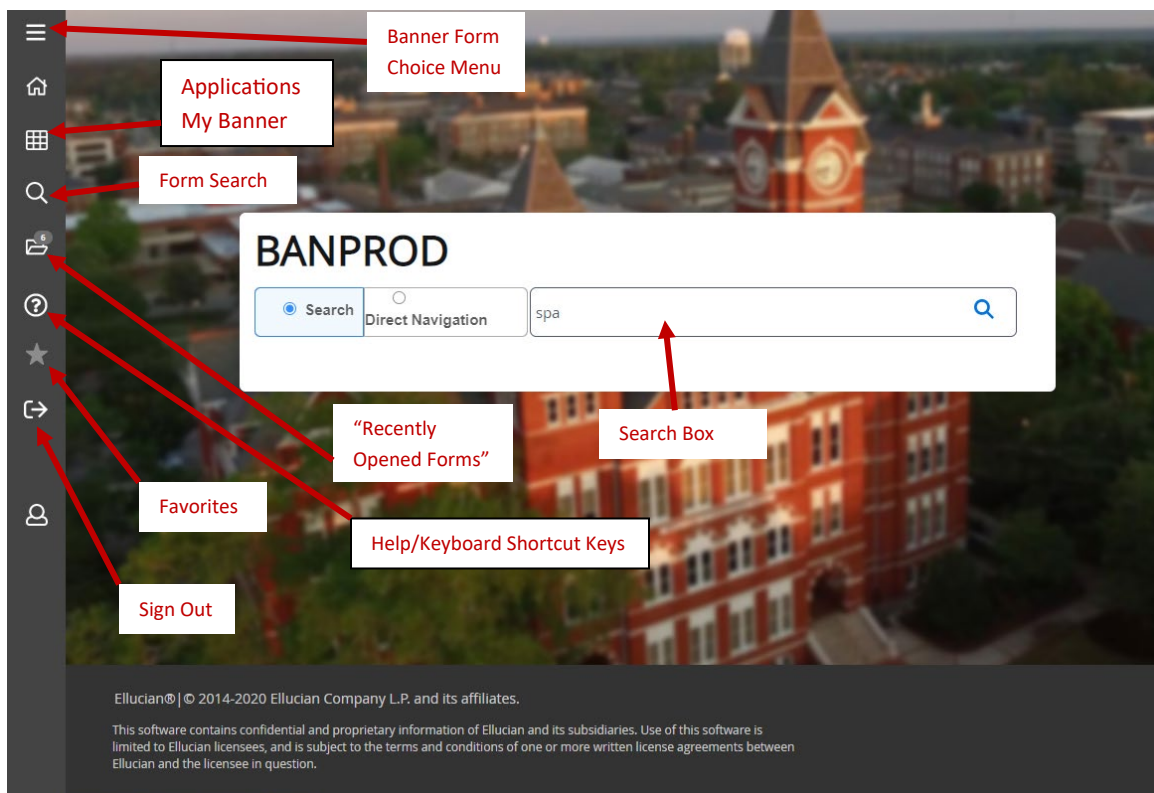 Banner Form
Choice Menu
Applications
My Banner
Form Search
6
BANPROD
Search
Direct Navigation
spa
?
"Recently
Opened Forms"
Search Box
Favorites
Help/Keyboard Shortcut Keys
Sign Out
Ellucian®|© 2014-2020 Ellucian Company L.P. and its affiliates.
This software contains confidential and proprietary information of Ellucian and its subsidiaries. Use of this software is
limited to Ellucian licensees, and is subject to the terms and conditions of one or more written license agreements between
Ellucian and the licensee in question.